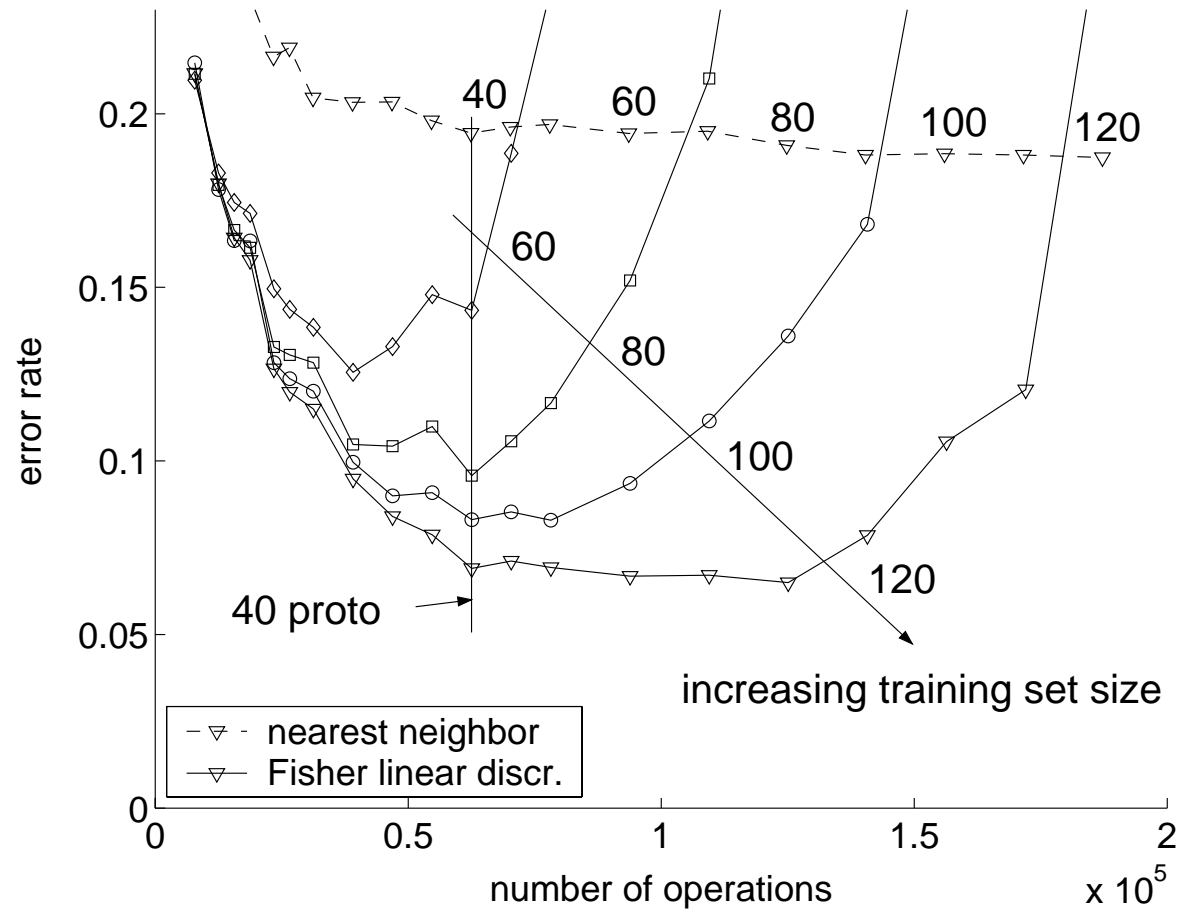 40
60
80
100
120
0.2
60
0.15
80
error rate
0.1
100
120
40 proto
0.05
increasing training set size
nearest neighbor
Fisher linear discr.
0
0
0.5
1
1.5
2
number of operations
x 10⁵